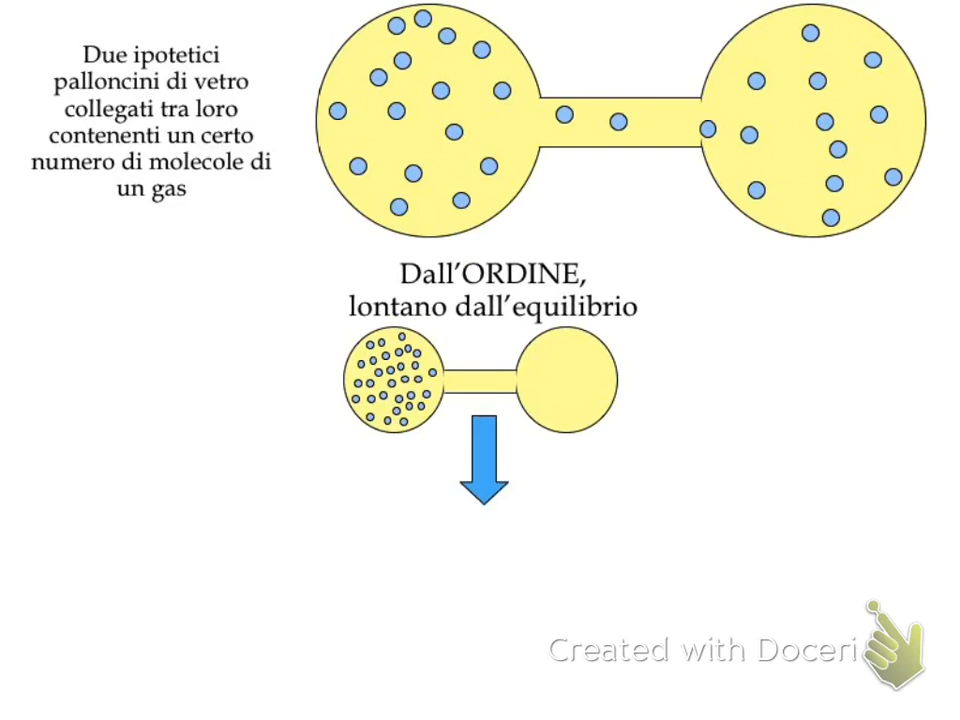 Due ipotetici
palloncini di vetro
collegati tra loro
contenenti un certo
numero di molecole di
un gas
Dall'ORDINE,
lontano dall'equilibrio
Created with Doceri